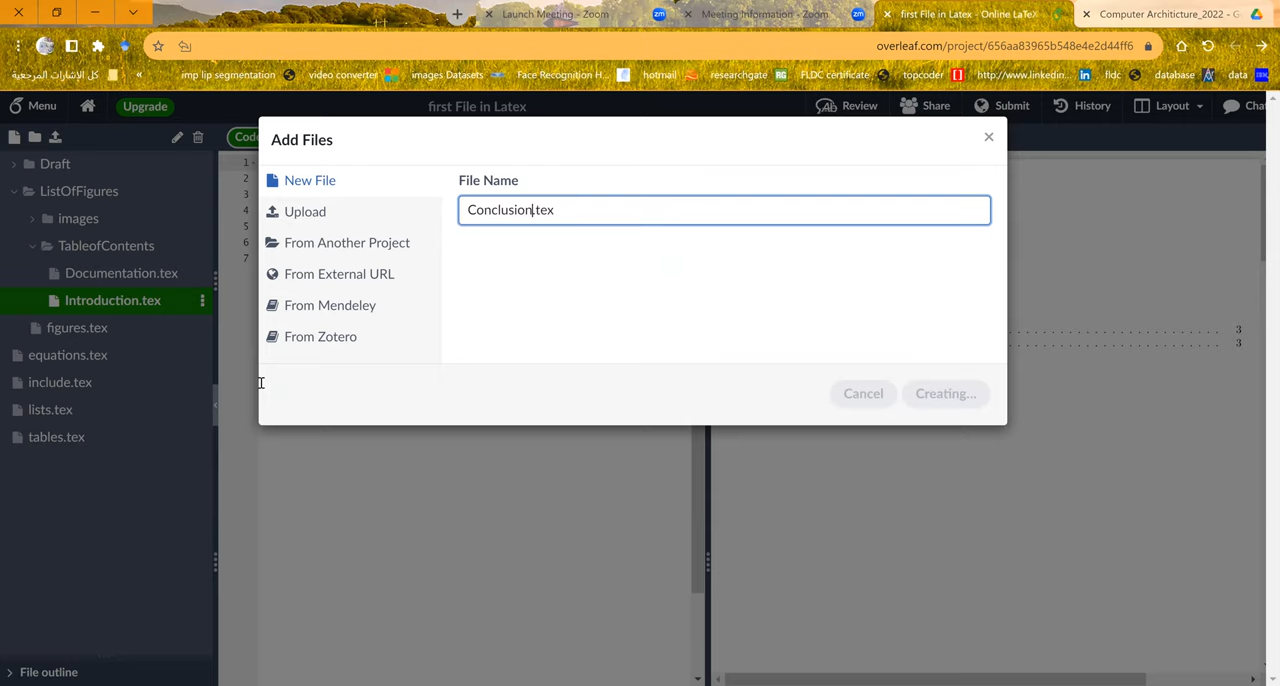 Launch Meeting - Zoom
zm
Meeting Information - Zoom
zm
first File in Latex - Online LaTeX
Computer Architicture_2022 - G
overleaf.com/project/656aa83965b548e4e2d44ff6
كل الإشارات المرجعية
»
imp lip segmentation
video converter
images Datasets
Face Recognition H...
hotmail
researchgate
RG
FLDC certificate
topcoder
http://www.linkedin...
in
fldc
database
data
Menu
Upgrade
first File in Latex
Review
Share
Submit
History
Layout
Chat
Draft
ListOfFigures
images
TableofContents
Documentation.tex
Introduction.tex
figures.tex
equations.tex
include.tex
lists.tex
tables.tex
File outline
Cod
1
2
3
4
5
6
7
Add Files
×
New File
Upload
From Another Project
From External URL
From Mendeley
From Zotero
File Name
Conclusion.tex
Cancel
Creating...
. . . . . . . . . . . . . . . . . . . . 3
. . . . . . . . . . . . . . . . . . . . 3